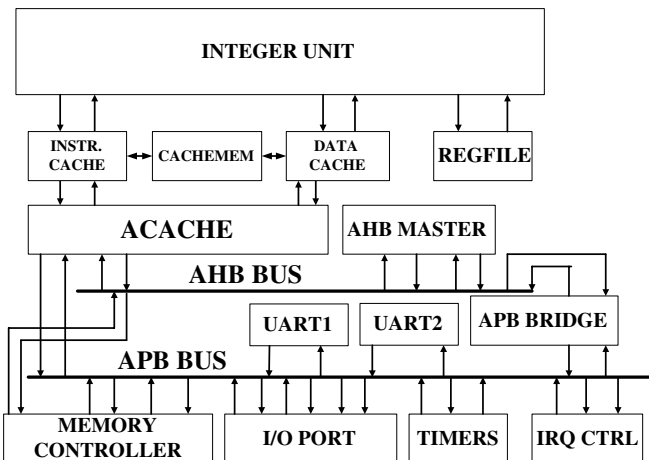 INTEGER UNIT
INSTR.
CACHE
CACHEMEM
DATA
CACHE
REGFILE
ACACHE
AHB MASTER
AHB BUS
UART1
UART2
APB BRIDGE
APB BUS
MEMORY
CONTROLLER
I/O PORT
TIMERS
IRQ CTRL